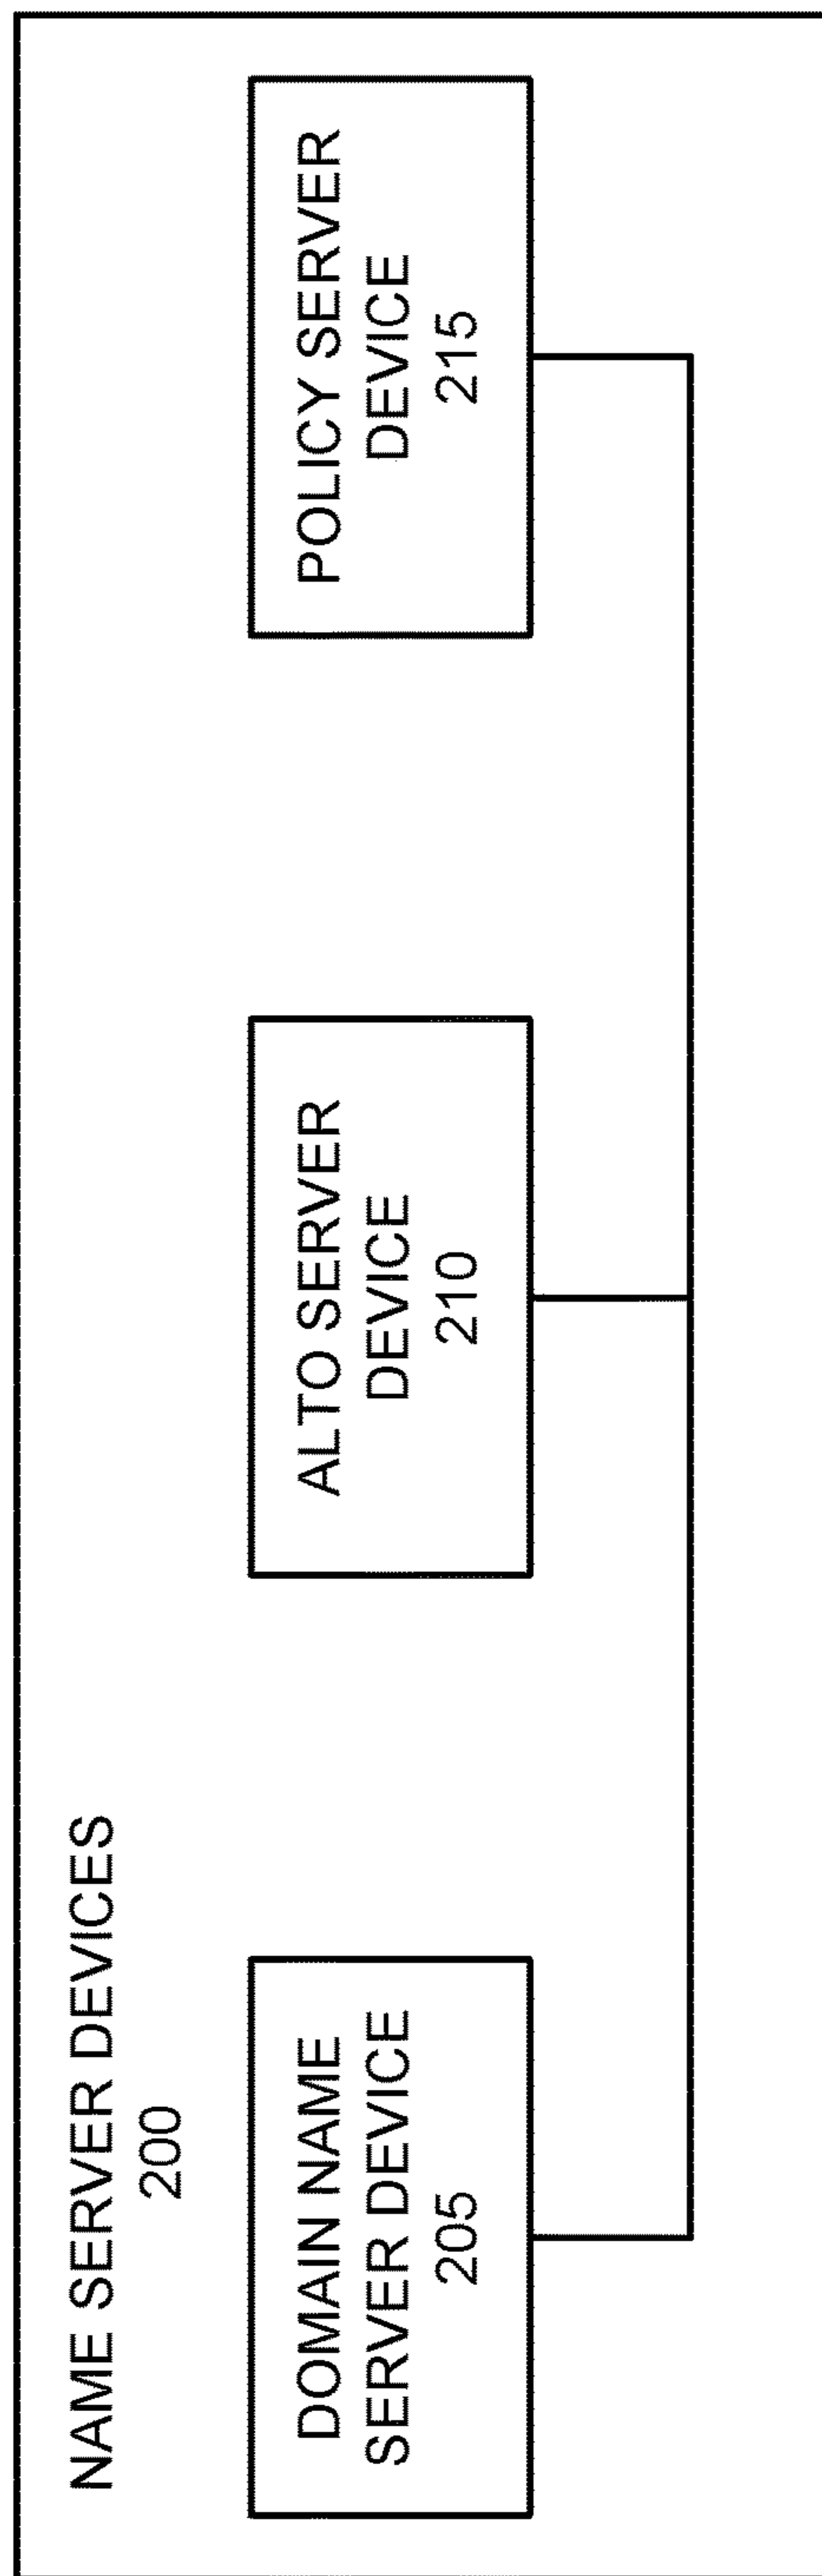 NAME SERVER DEVICES
200
DOMAIN NAME
SERVER DEVICE
205
ALTO SERVER
DEVICE
210
POLICY SERVER
DEVICE
215